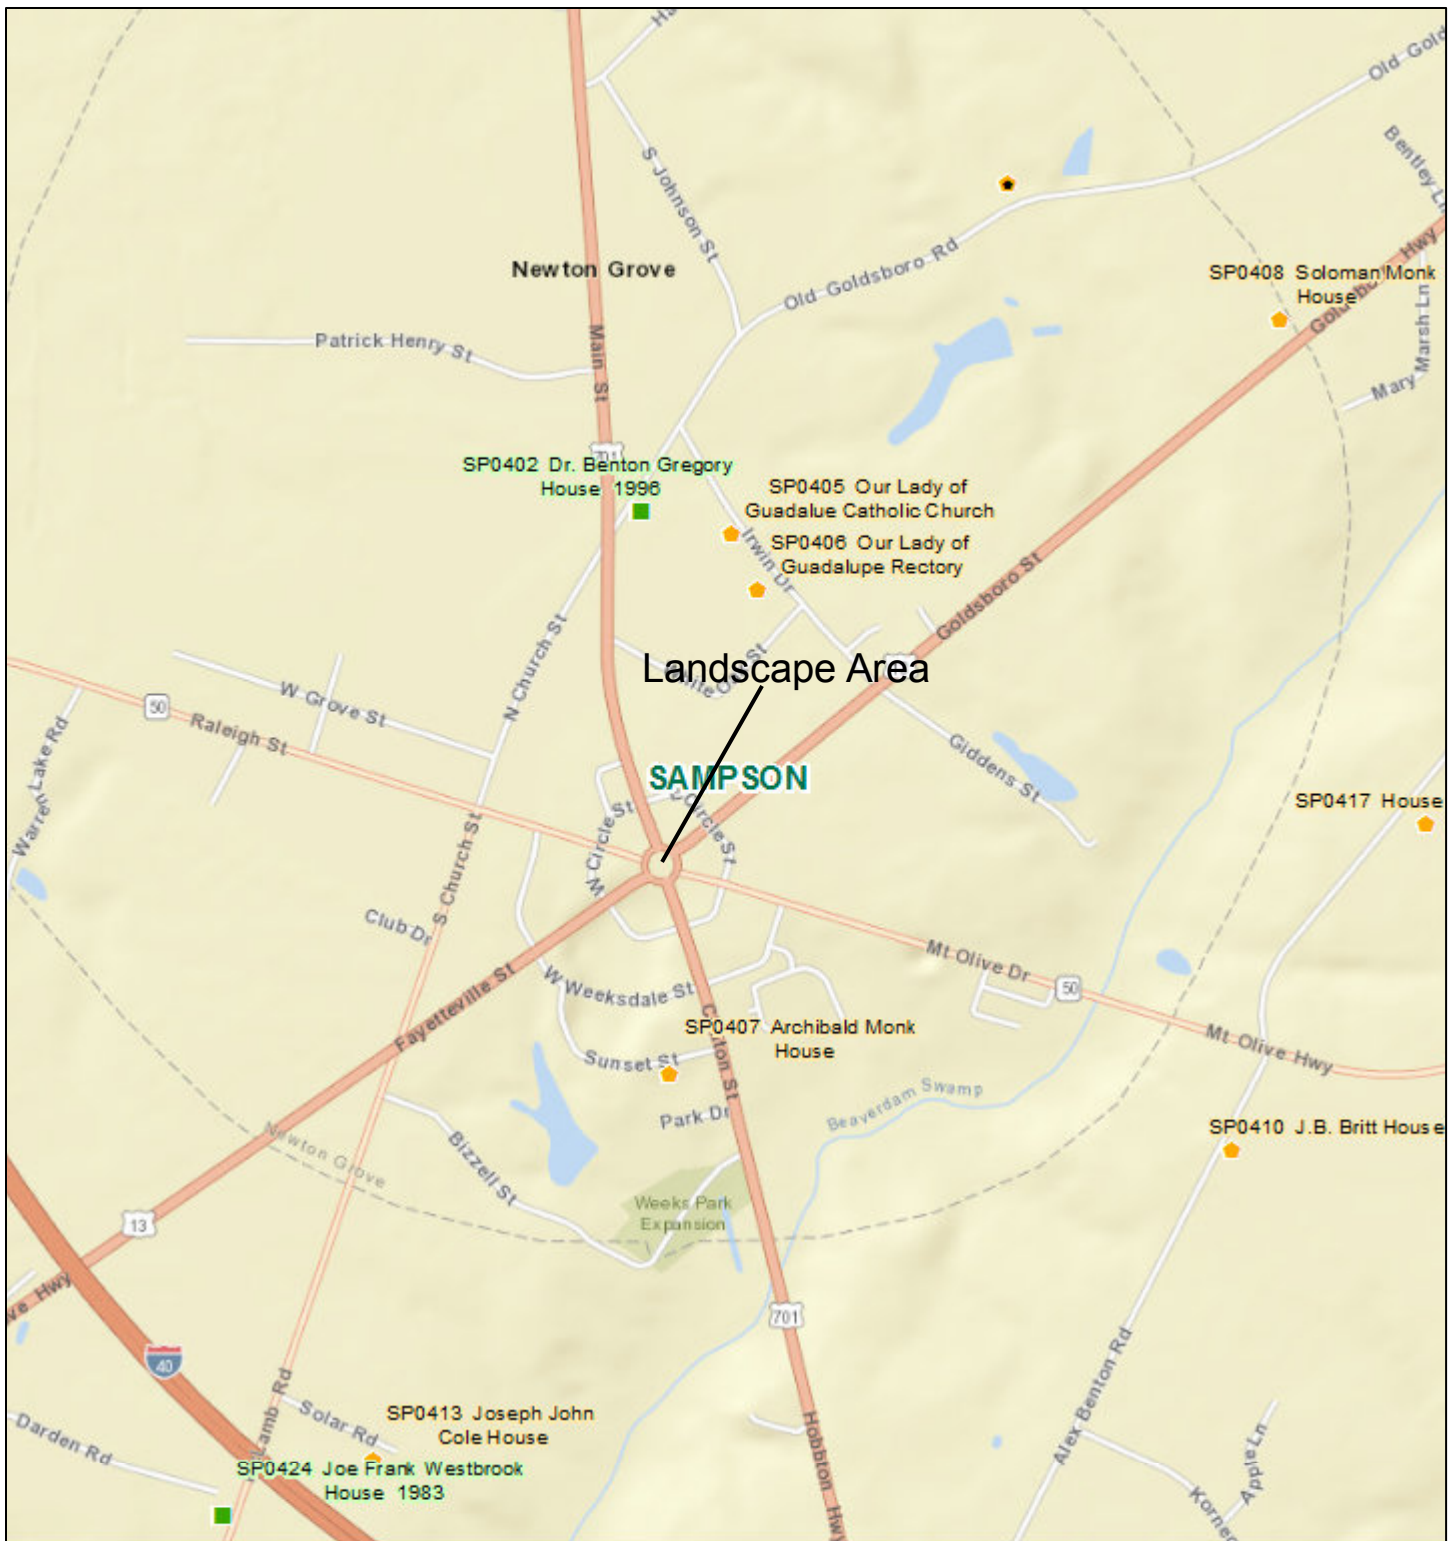 Ha
Old Gold
Bentley Ln
S Johnson St
Newton Grove
Old Goldsboro Rd
SP0408 Soloman Monk
House
Hwy
Mary Marsh Ln
Patrick Henry St
Main St
SP0402 Dr. Benton Gregory
House 1996
SP0405 Our Lady of
Guadalue Catholic Church
SP0406 Our Lady of
Guadalupe Rectory
Irwin Dr
Goldsboro St
N Church St
Landscape Area
W Grove St
50
Raleigh St
Warren Lake Rd
Giddens St
SAMPSON
SP0417 House
W Circle St
Circle St
S Church St
Club Dr
Mt Olive Dr
50
Fayetteville St
W Weeksdale St
SP0407 Archibald Monk
House
Mt Olive Hwy
Sunset St
Park Dr
Beaverdam Swamp
SP0410 J.B. Britt House
Newton Grove
Bizzell St
Weeks Park
Expansion
13
ve Hwy
701
40
Lamb Rd
Solar Rd
SP0413 Joseph John
Cole House
Darden Rd
SP0424 Joe Frank Westbrook
House 1983
Hobbton Hwy
Alex Benton Rd
Apple Ln
Korner